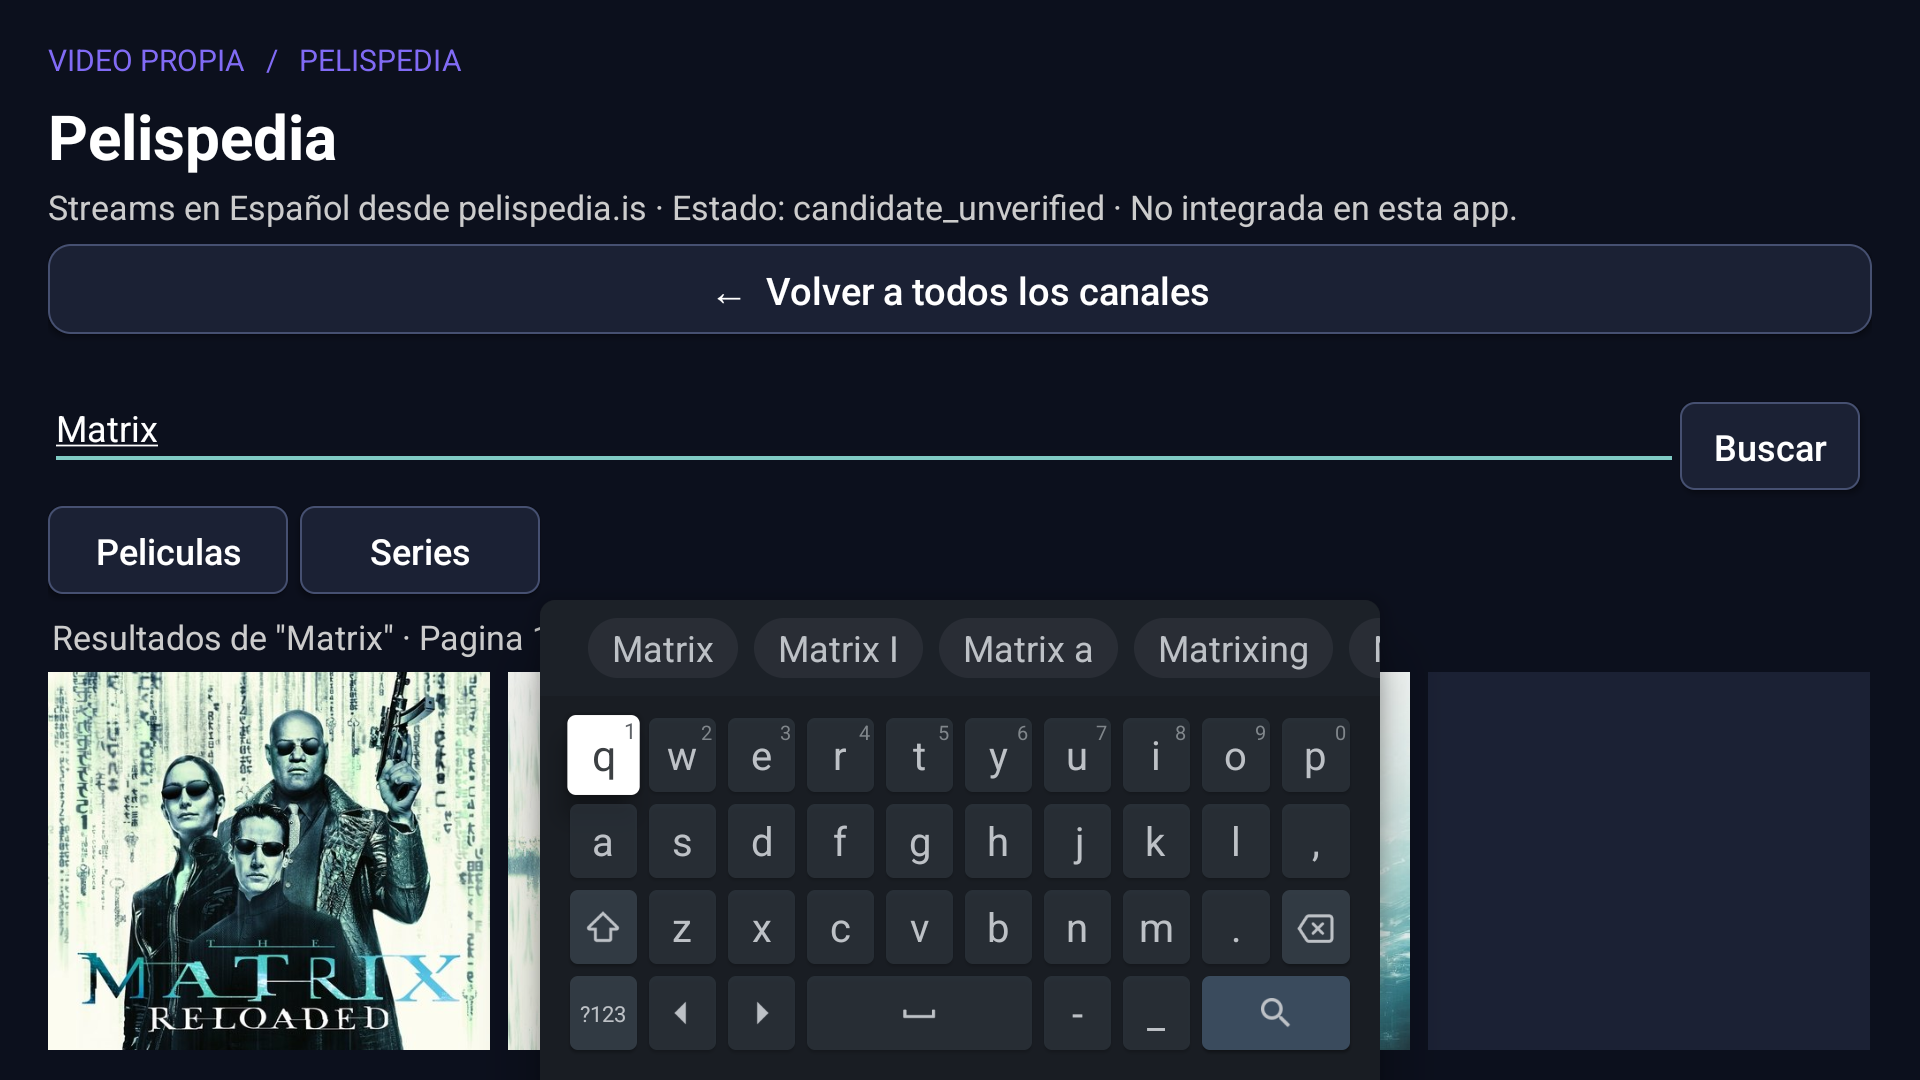 VIDEO PROPIA / PELISPEDIA
Pelispedia
Streams en Español desde pelispedia.is · Estado: candidate_unverified · No integrada en esta app.
← Volver a todos los canales
Matrix
Buscar
Peliculas Series
Resultados de "Matrix" · Pagina
Matrix Matrix I Matrix a Matrixing
q 1 w 2 e 3 r 4 t 5 y 6 u 7 i 8 o 9 p 0
a s d f g h j k l ,
z x c v b n m .
?123 - _
THE
MATRIX
RELOADED